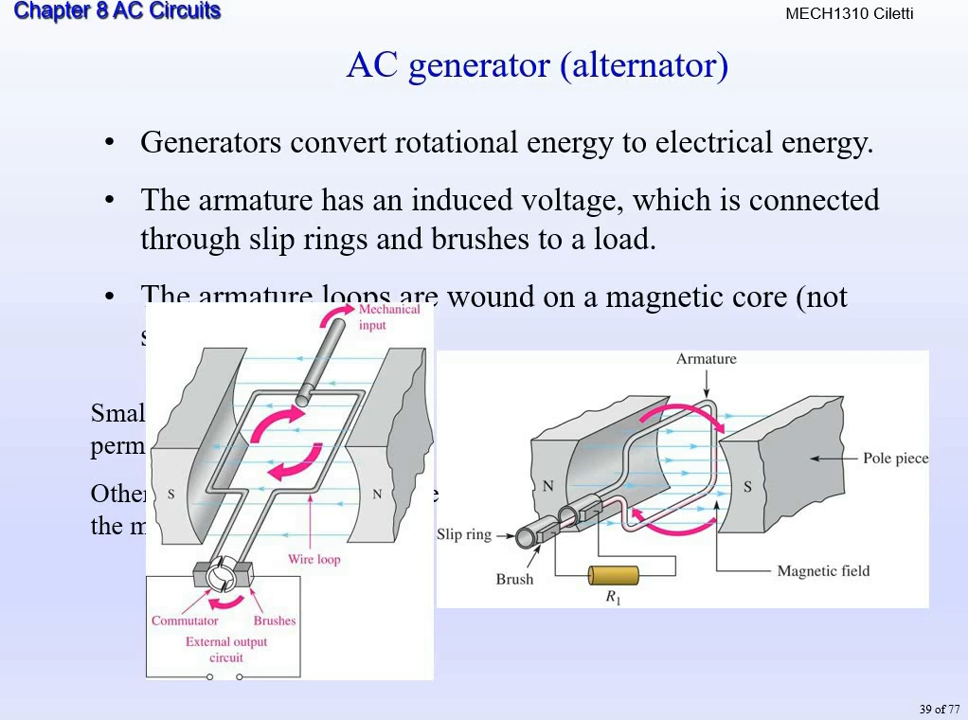 Chapter 8 AC Circuits
MECH1310 Ciletti
AC generator (alternator)
• Generators convert rotational energy to electrical energy.
• The armature has an induced voltage, which is connected
through slip rings and brushes to a load.
• The armature loops are wound on a magnetic core (not
Mechanical
input
S
N
Wire loop
Commutator
Brushes
External output
circuit
Armature
Pole piece
N
S
Slip ring
Brush
Magnetic field
R1
the
39 of 77